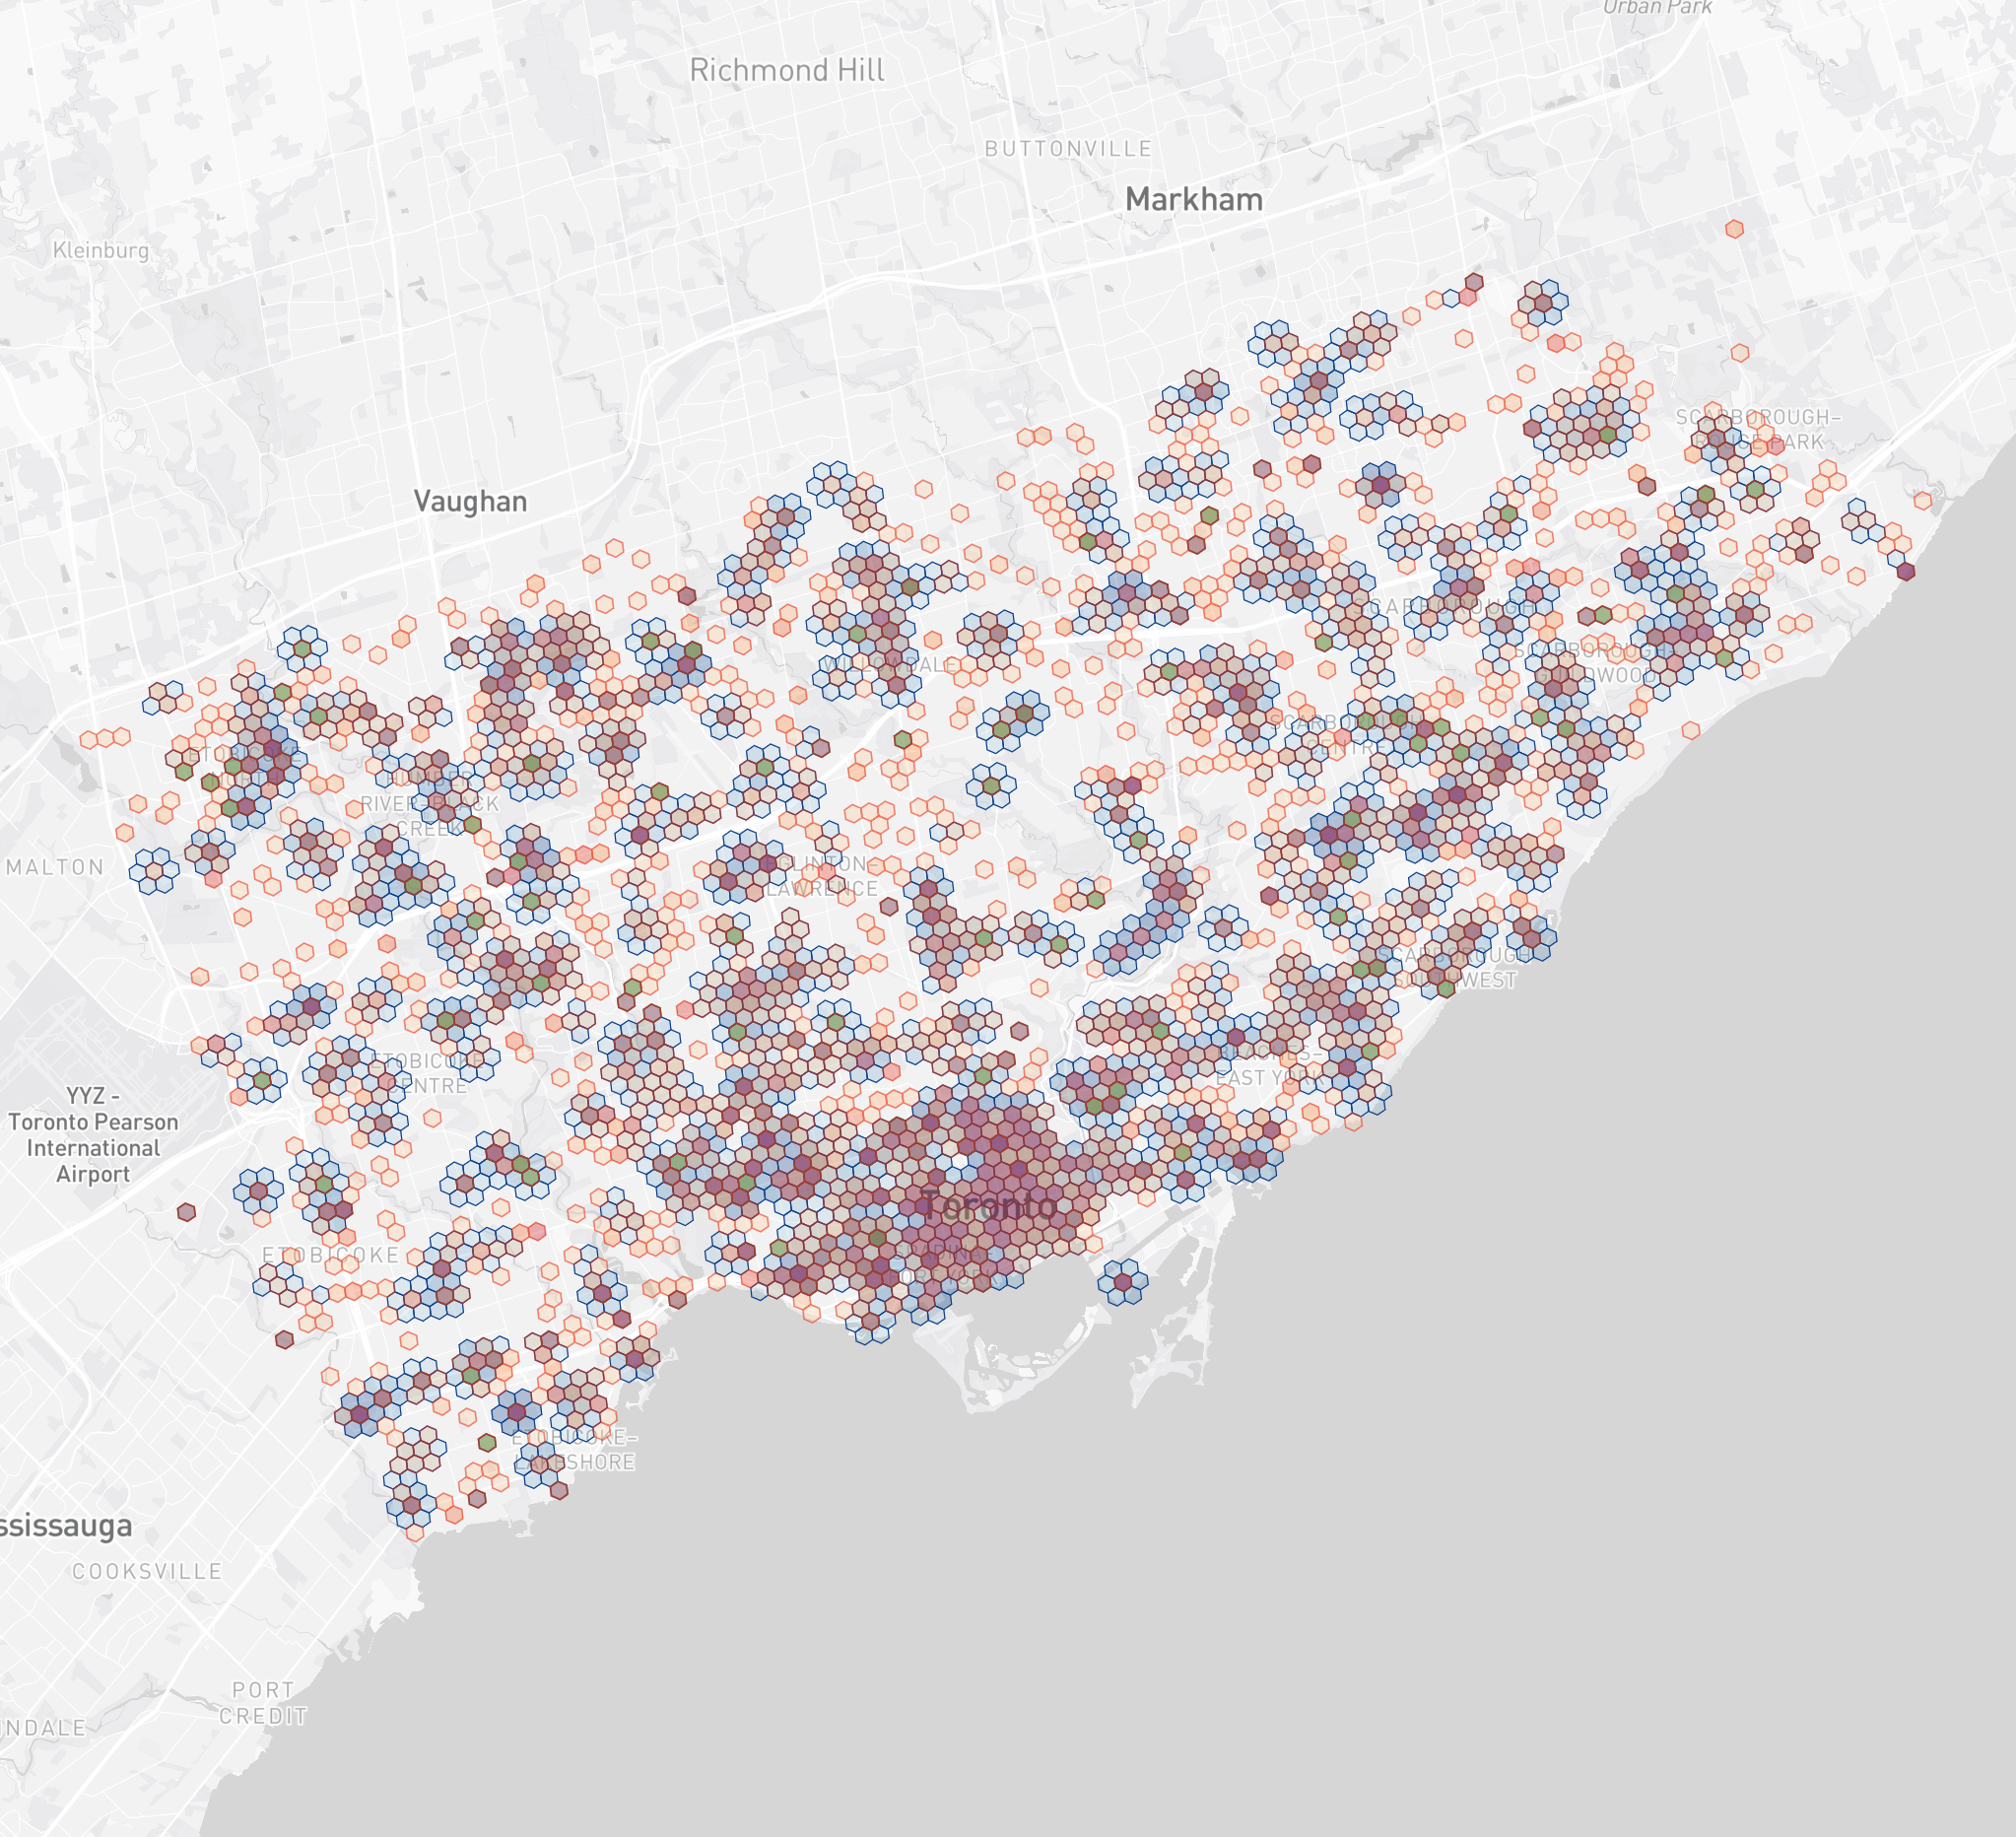 Urban Park
Richmond Hill
BUTTONVILLE
Markham
Kleinburg
SCARBOROUGH–
ROUGE PARK
Vaughan
SCARBOROUGH
WILLOWDALE
SCARBOROUGH–
GUILDWOOD
SCARBOROUGH
CENTRE
ETOBICOKE
NORTH
HUMBER
RIVER–BLACK
CREEK
MALTON
EGLINTON–
LAWRENCE
SCARBOROUGH
SOUTHWEST
ETOBICOKE
CENTRE
BEACHES–
EAST YORK
YYZ -
Toronto Pearson
International
Airport
Toronto
ETOBICOKE
SPADINA–
FORT YORK
ETOBICOKE–
LAKESHORE
ssissauga
COOKSVILLE
PORT
CREDIT
NDALE